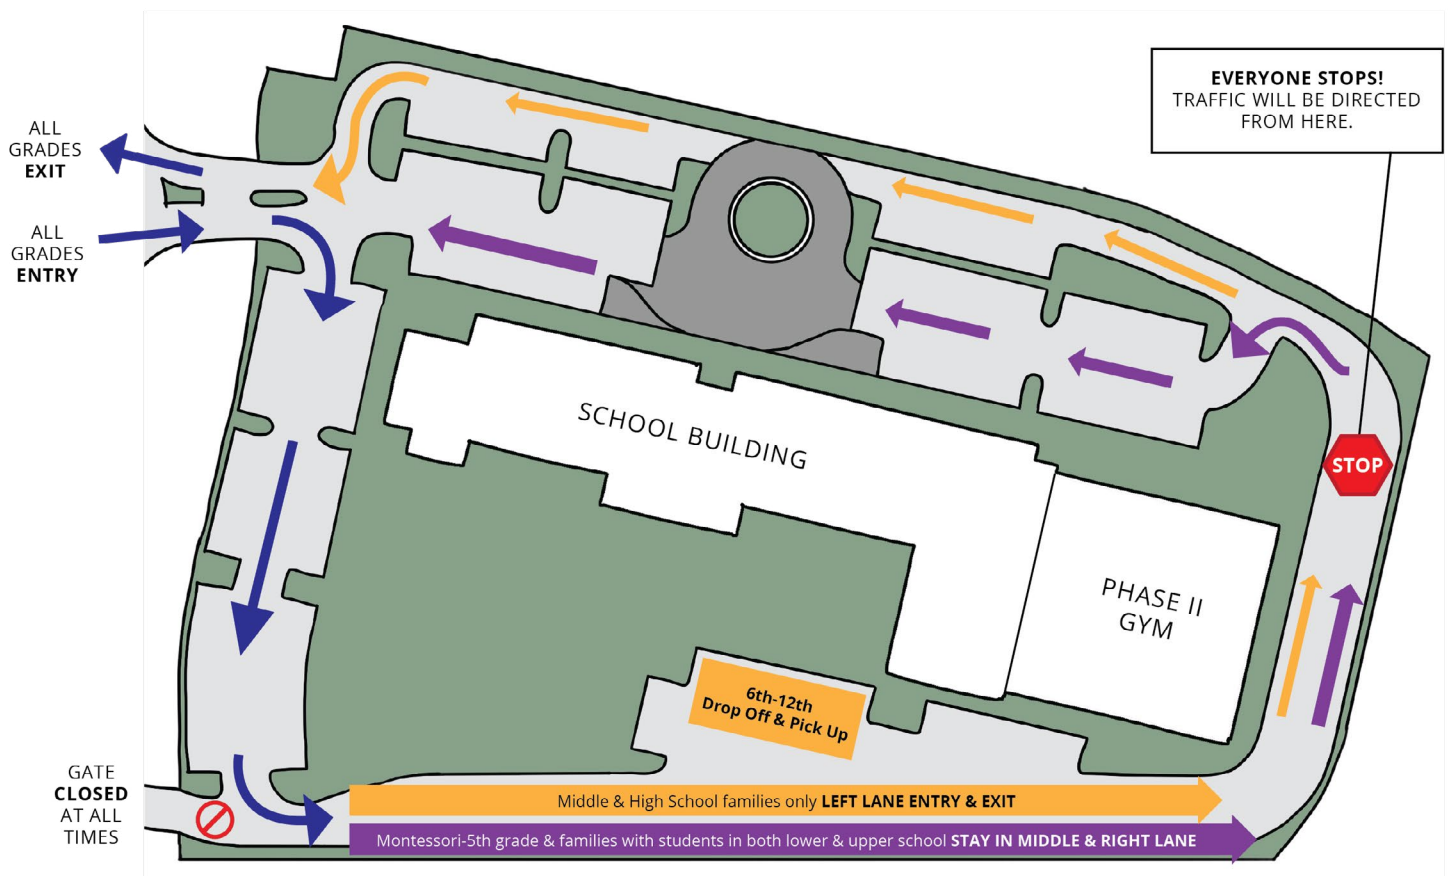 EVERYONE STOPS!
TRAFFIC WILL BE DIRECTED
FROM HERE.
ALL
GRADES
EXIT
ALL
GRADES
ENTRY
SCHOOL BUILDING
STOP
PHASE II
GYM
6th-12th
Drop Off & Pick Up
GATE
CLOSED
AT ALL
TIMES
Middle & High School families only LEFT LANE ENTRY & EXIT
Montessori-5th grade & families with students in both lower & upper school STAY IN MIDDLE & RIGHT LANE